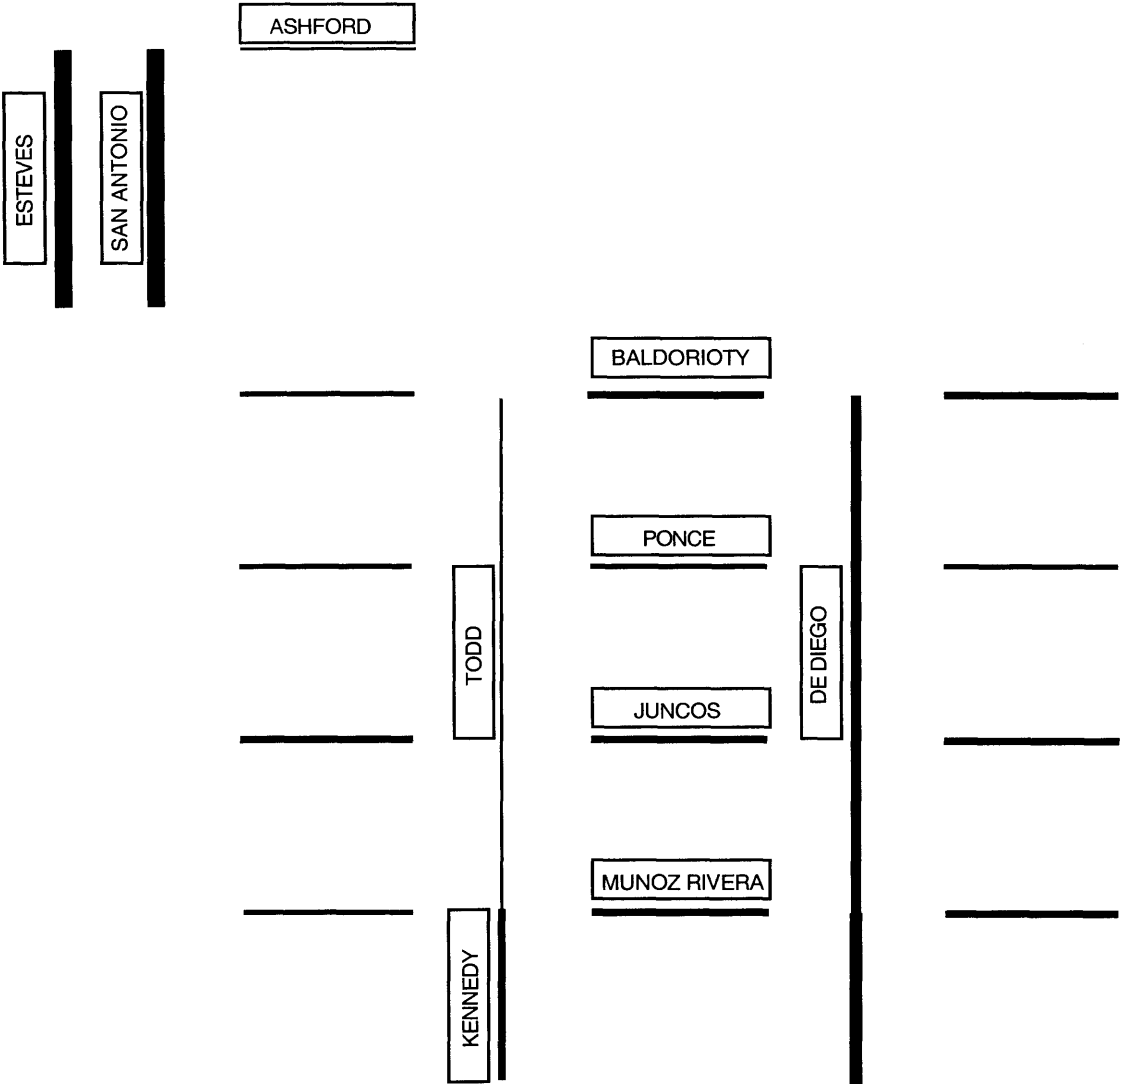 ASHFORD
ESTEVES
SAN ANTONIO
BALDORIOTY
PONCE
TODD
DE DIEGO
JUNCOS
MUNOZ RIVERA
KENNEDY